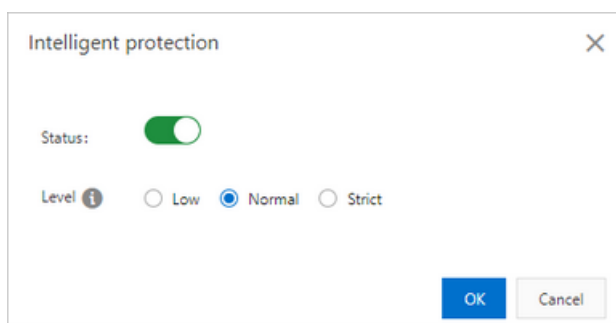 Intelligent protection
Status:
Level Low Normal Strict
OK Cancel